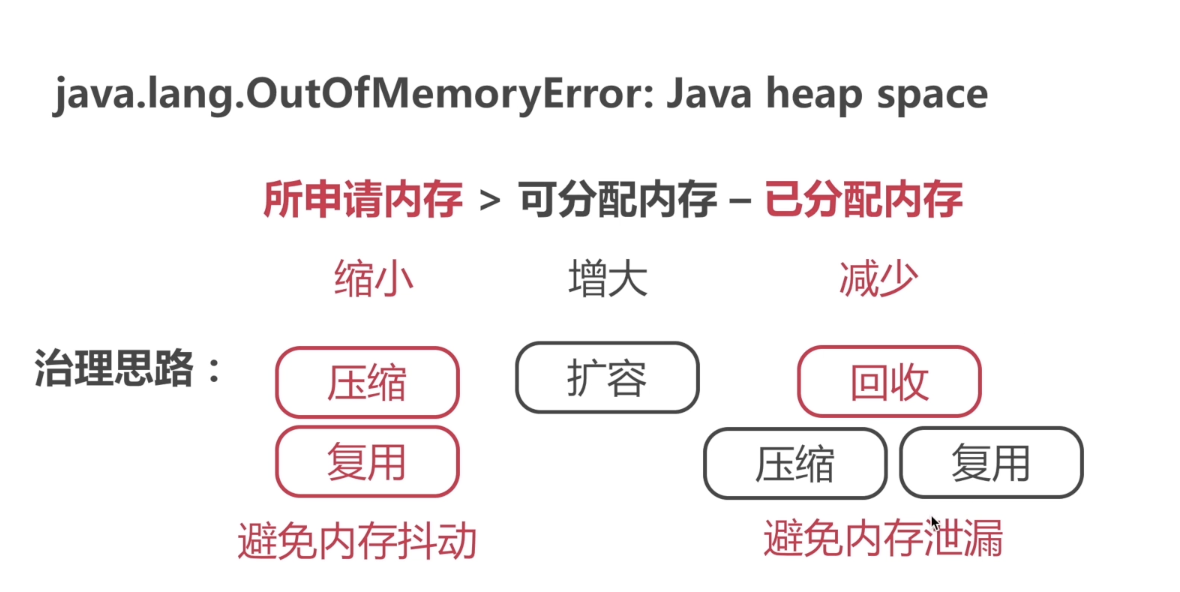 java.lang.OutOfMemoryError: Java heap space
所申请内存 > 可分配内存 – 已分配内存
缩小 增大 减少
治理思路：
压缩 扩容 回收
复用 压缩 复用
避免内存抖动 避免内存泄漏